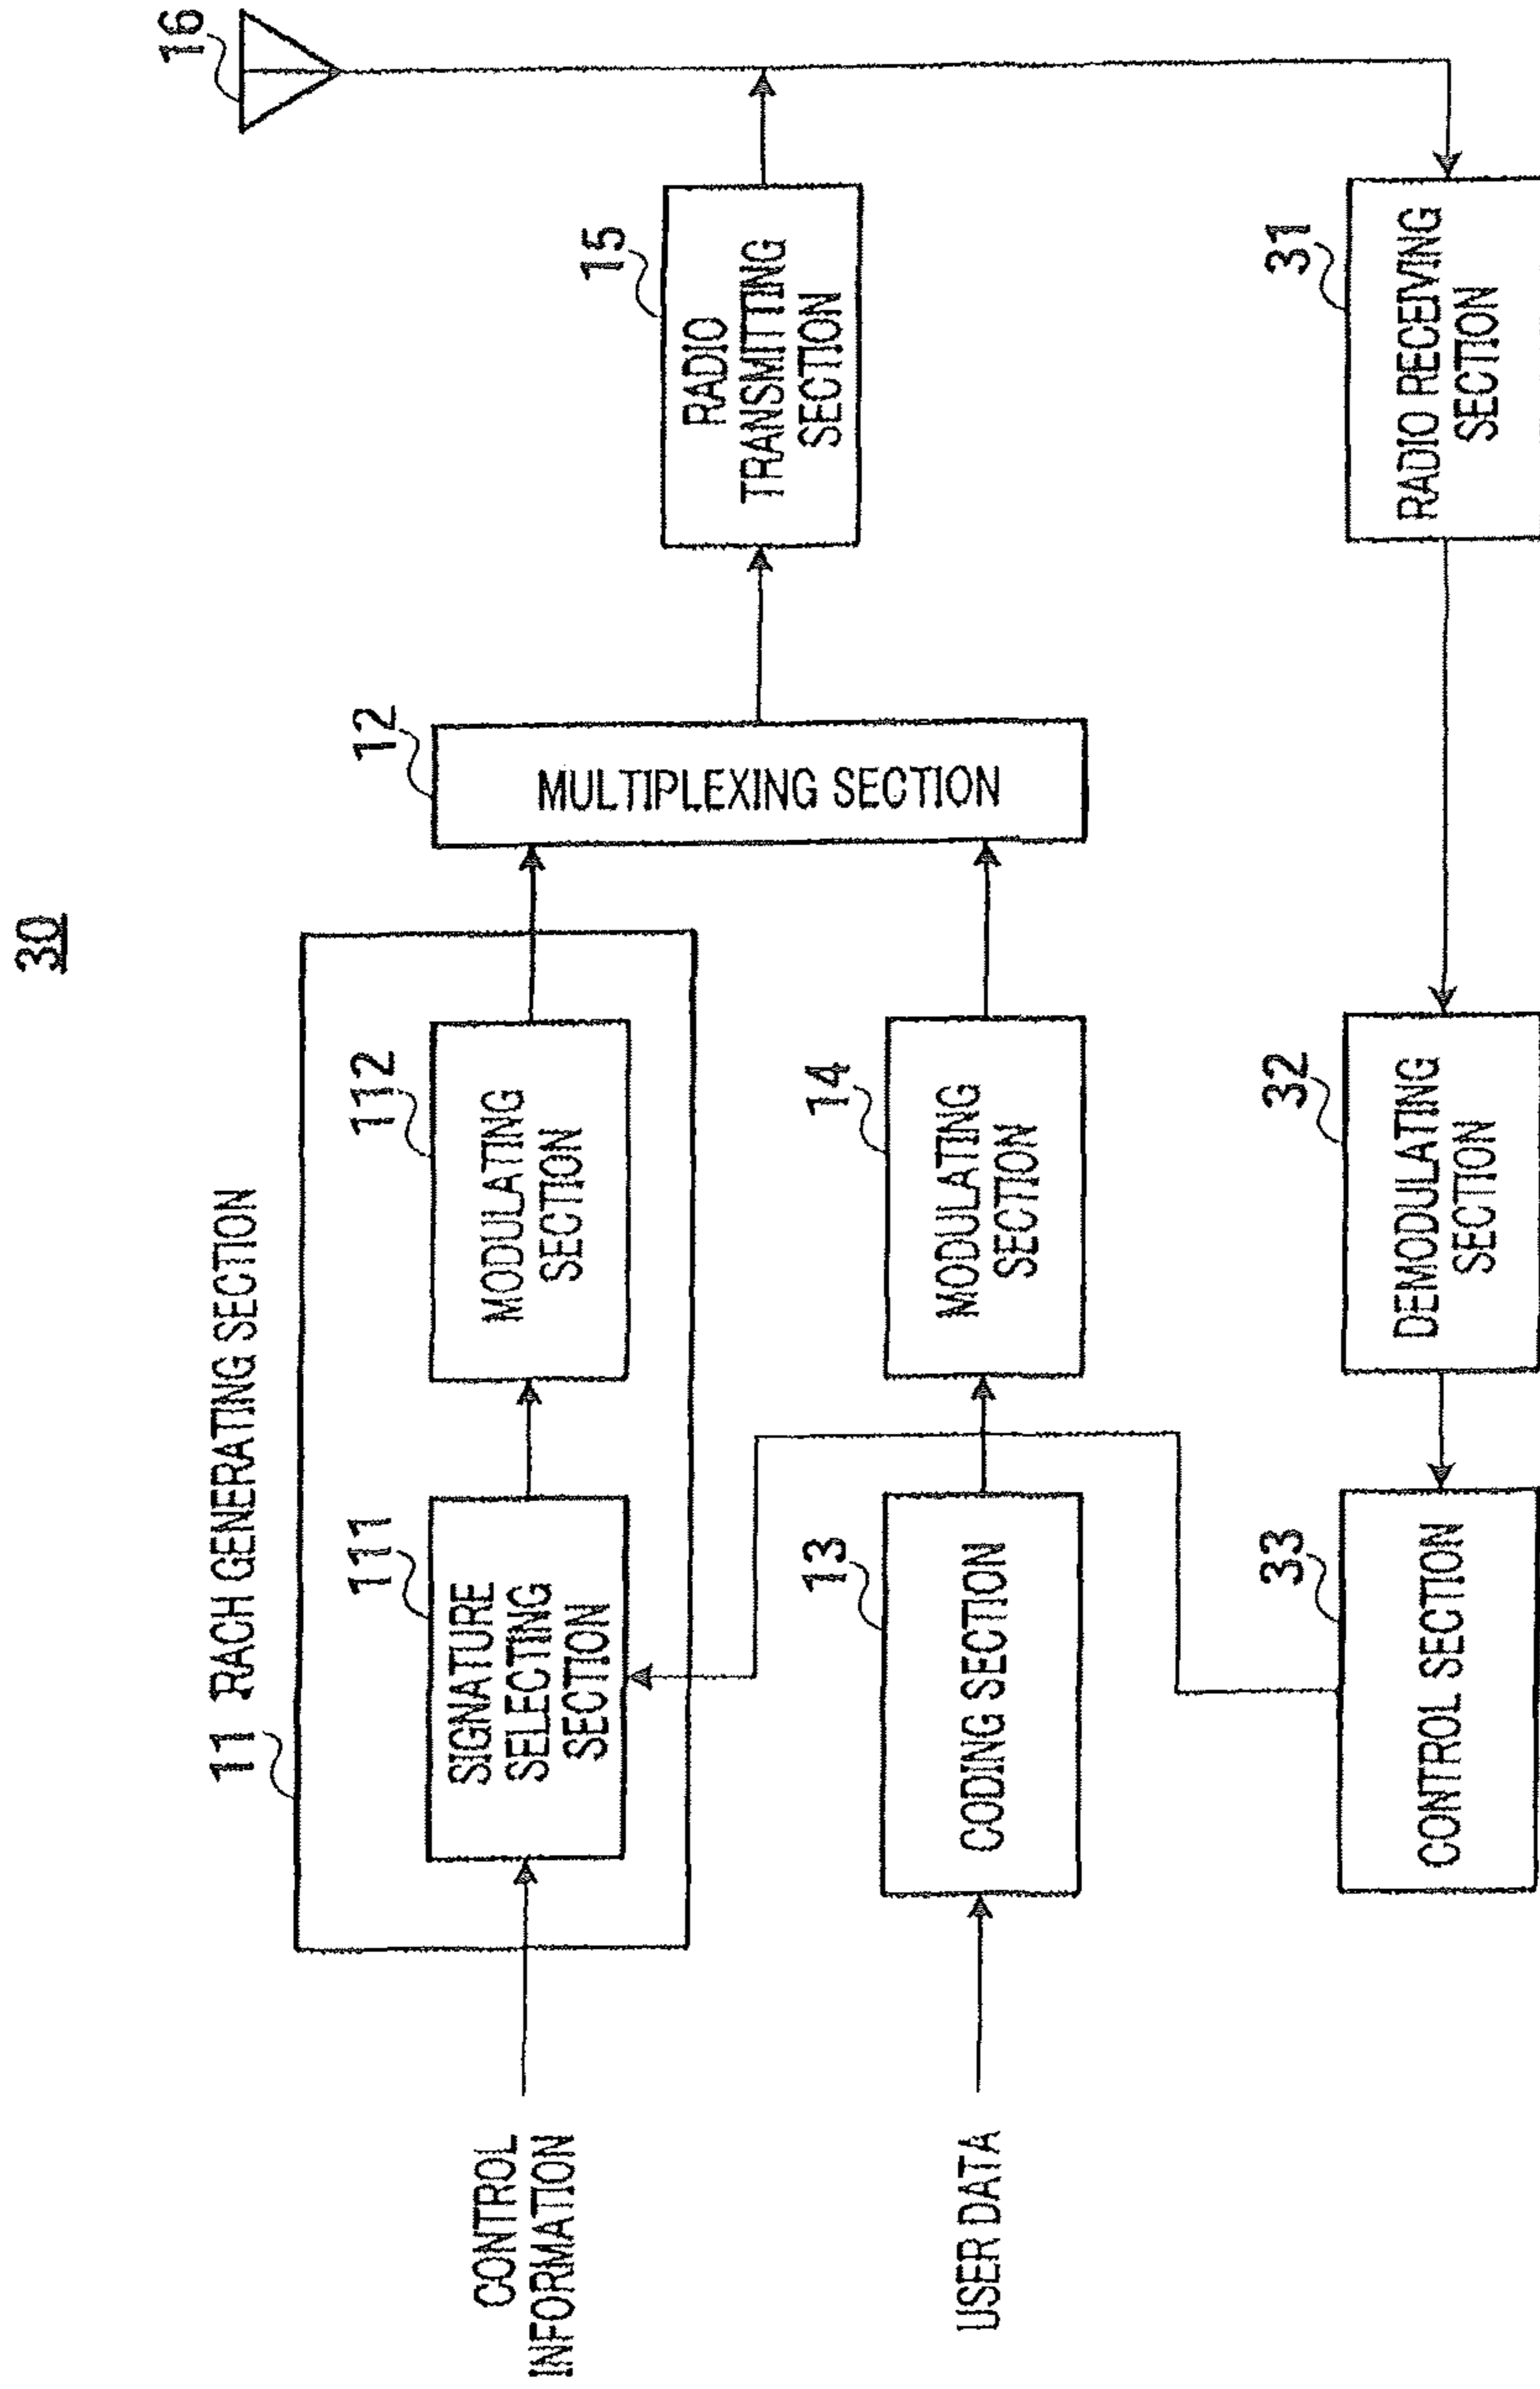 30
11 RACH GENERATING SECTION
16
111
112
12
CONTROL
INFORMATION
SIGNATURE
SELECTING
SECTION
MODULATING
SECTION
15
RADIO
TRANSMITTING
SECTION
MULTIPLEXING SECTION
13
14
USER DATA
CODING SECTION
MODULATING
SECTION
33
32
31
CONTROL SECTION
DEMODULATING
SECTION
RADIO RECEIVING
SECTION